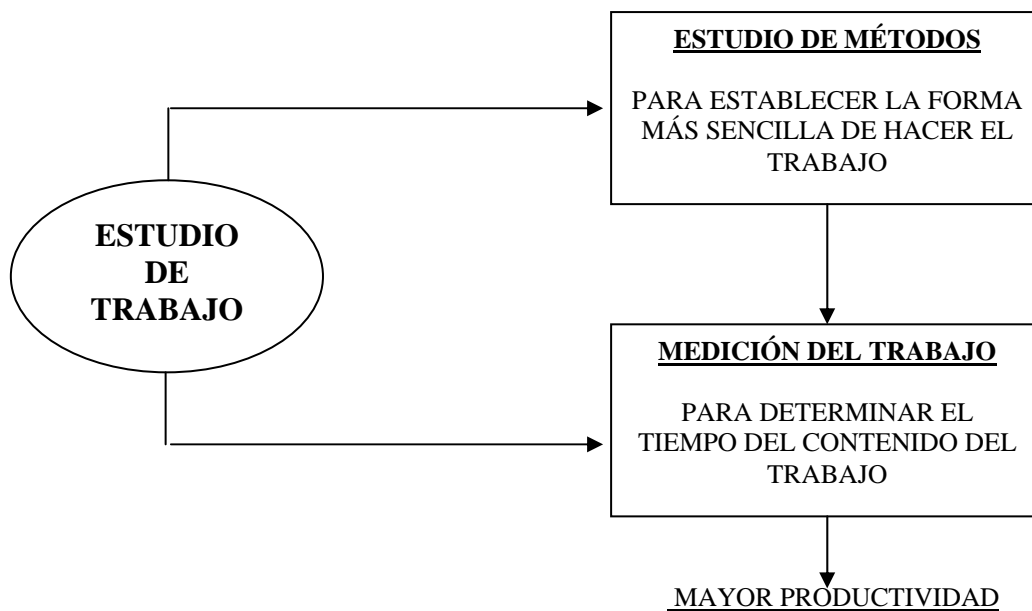 ESTUDIO DE MÉTODOS
PARA ESTABLECER LA FORMA
MÁS SENCILLA DE HACER EL
TRABAJO
ESTUDIO
DE
TRABAJO
MEDICIÓN DEL TRABAJO
PARA DETERMINAR EL
TIEMPO DEL CONTENIDO DEL
TRABAJO
MAYOR PRODUCTIVIDAD